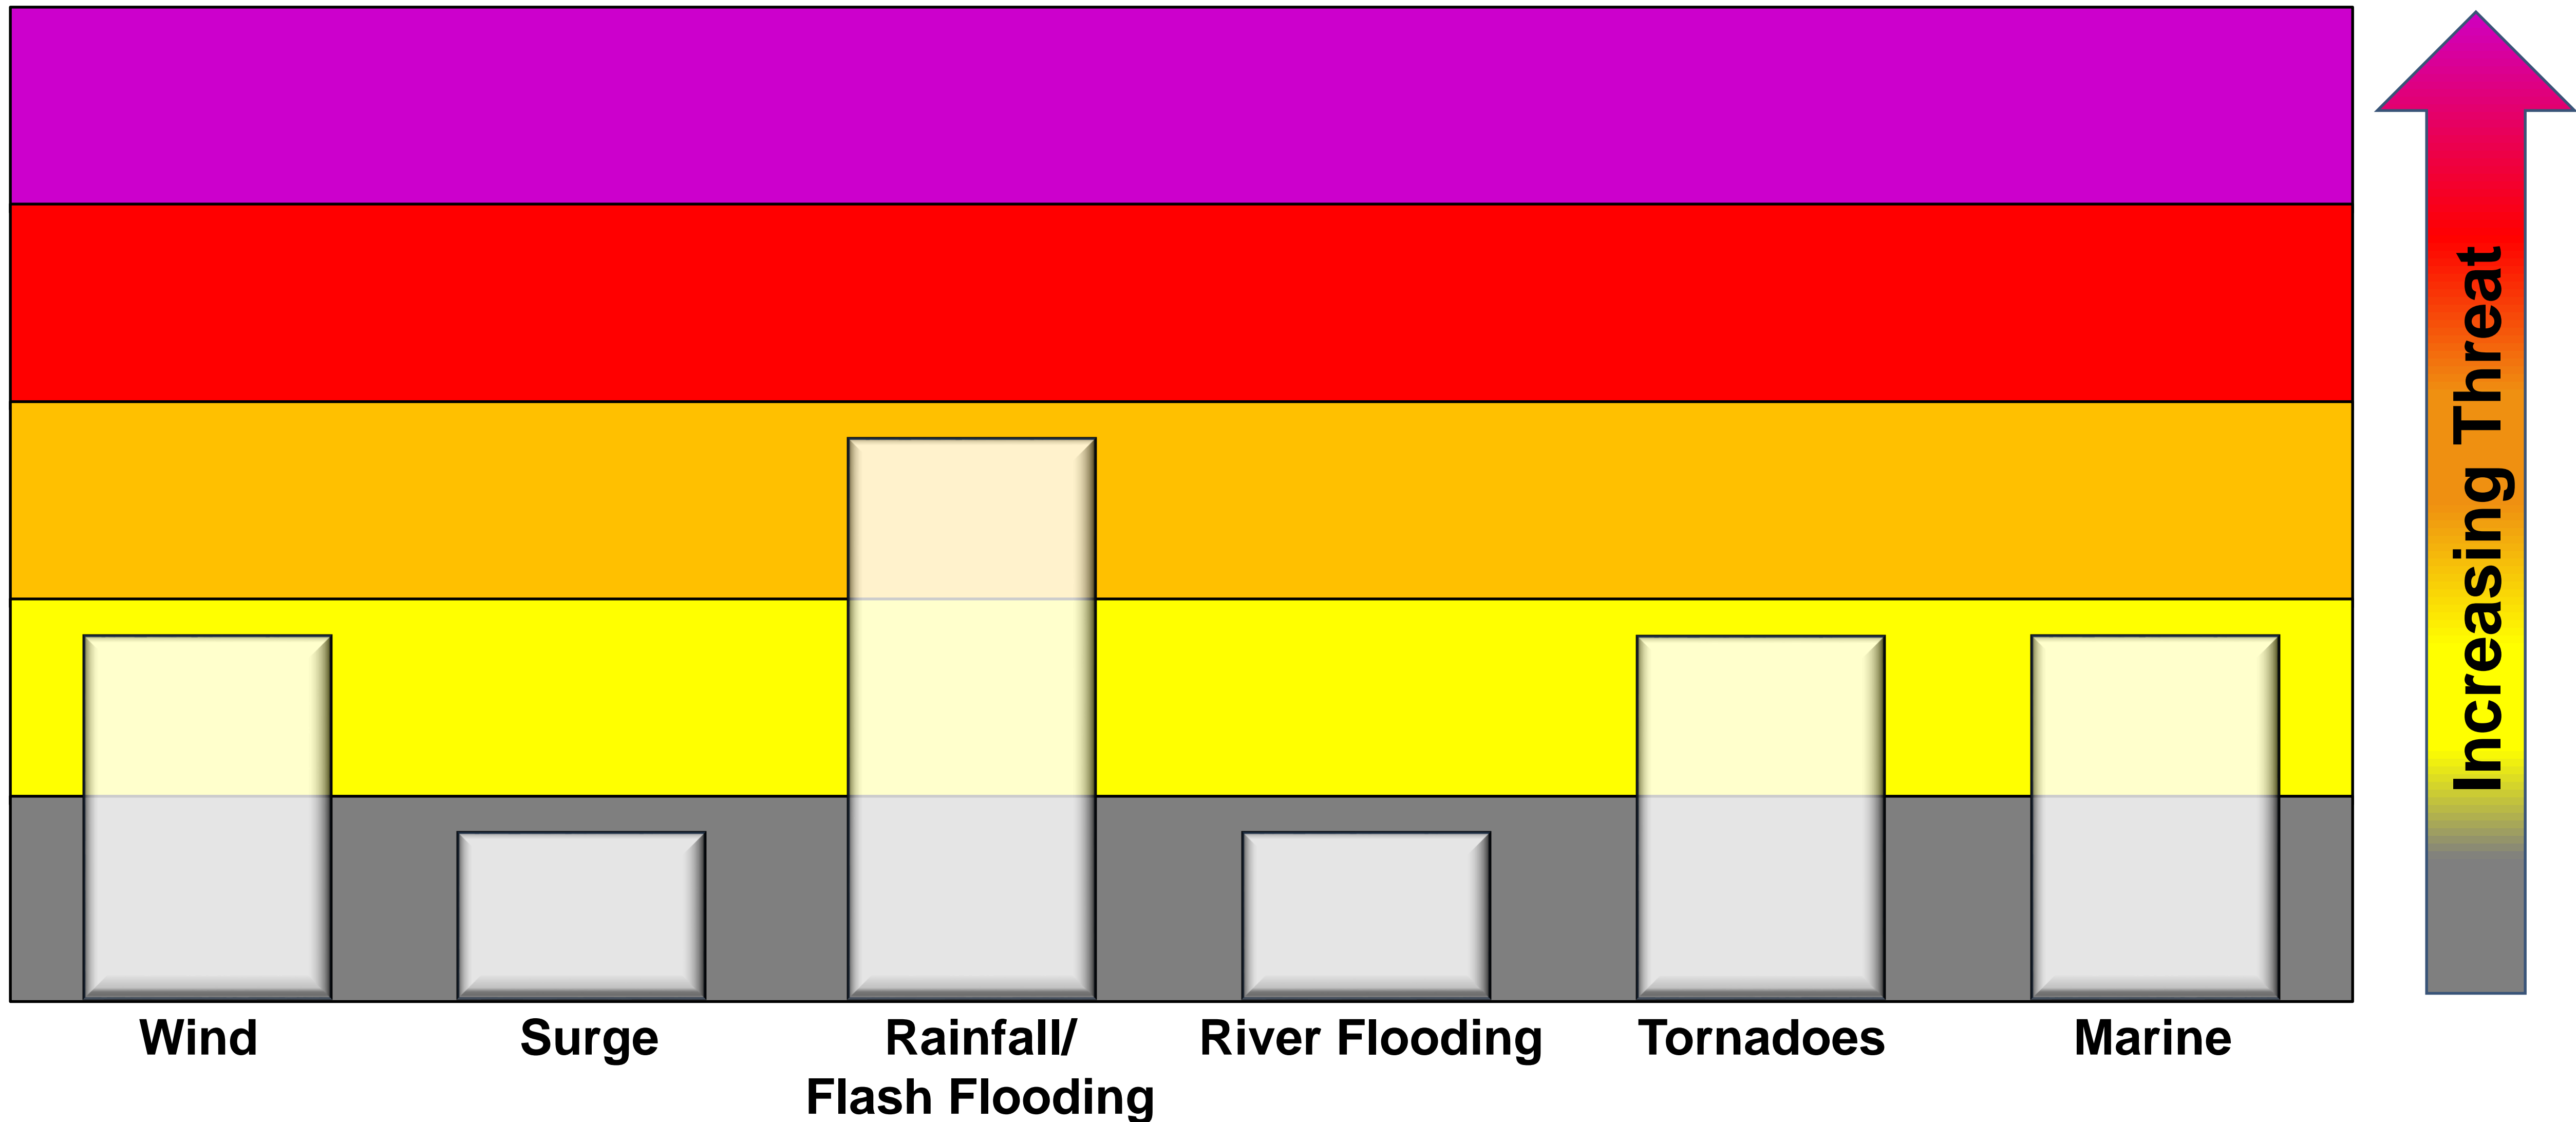 Increasing Threat
Wind
Surge
Rainfall/
Flash Flooding
River Flooding
Tornadoes
Marine